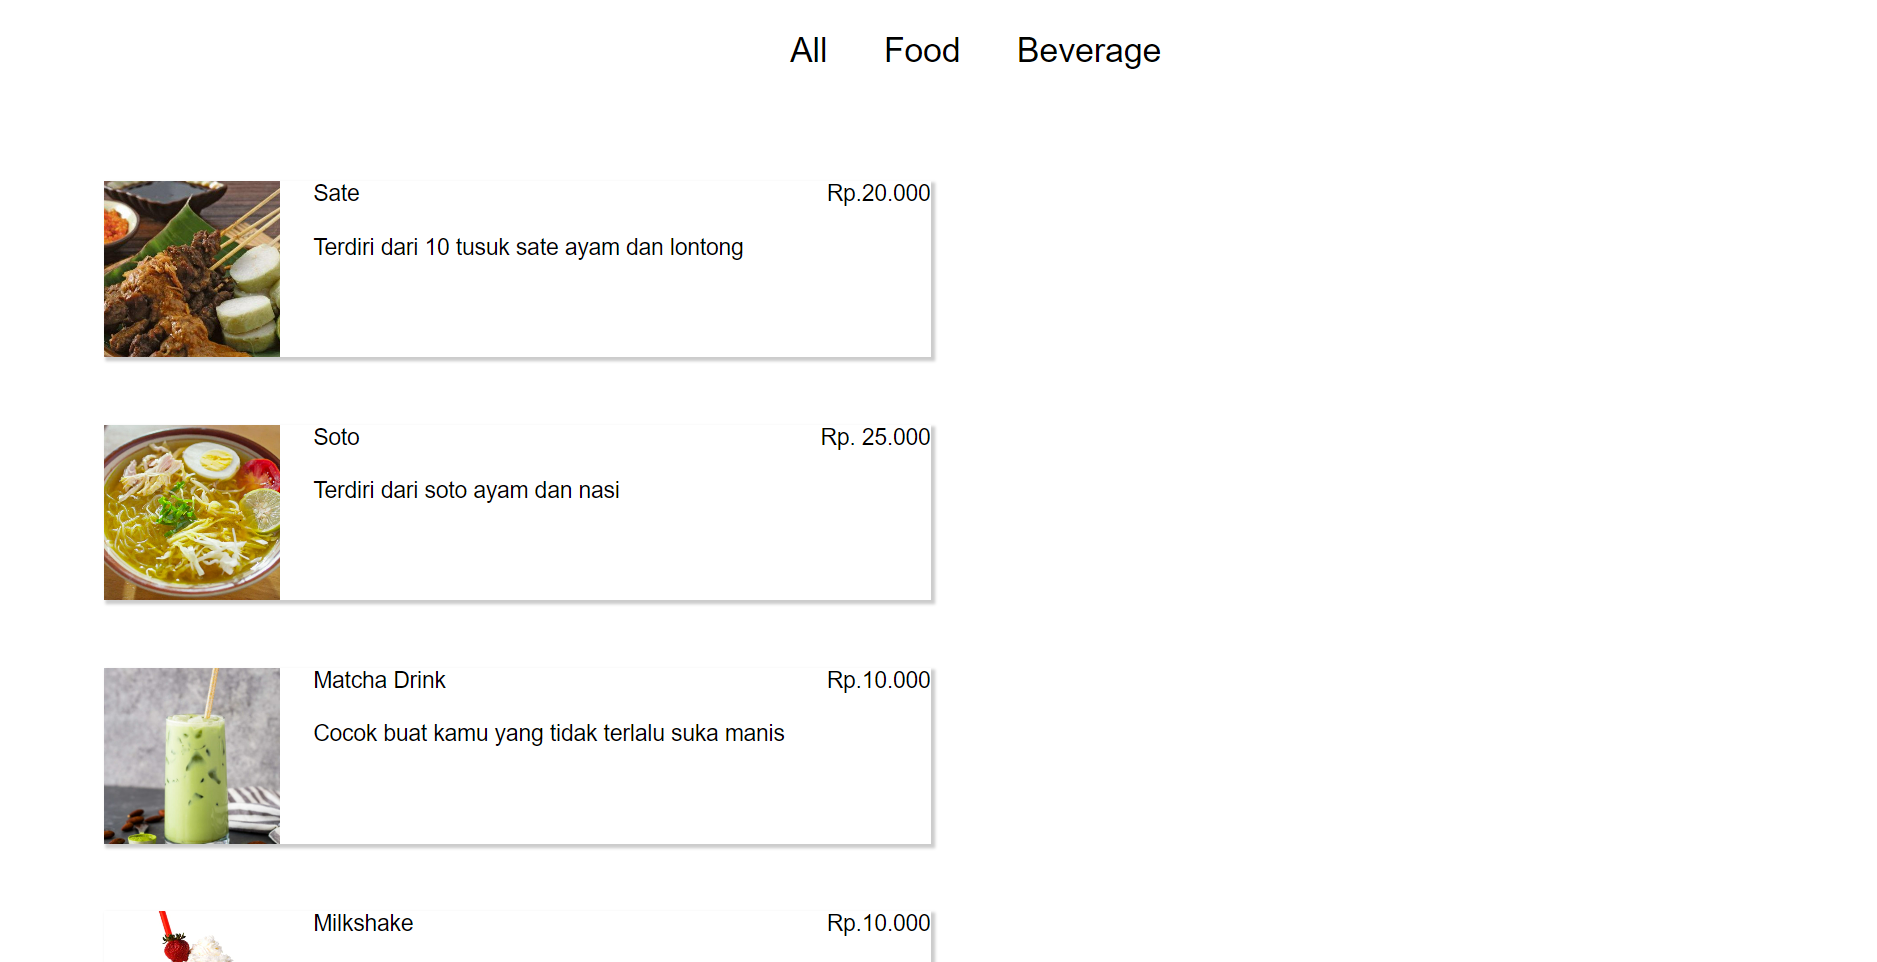 All Food Beverage
Sate Rp.20.000
Terdiri dari 10 tusuk sate ayam dan lontong
Soto Rp. 25.000
Terdiri dari soto ayam dan nasi
Matcha Drink Rp.10.000
Cocok buat kamu yang tidak terlalu suka manis
Milkshake Rp.10.000